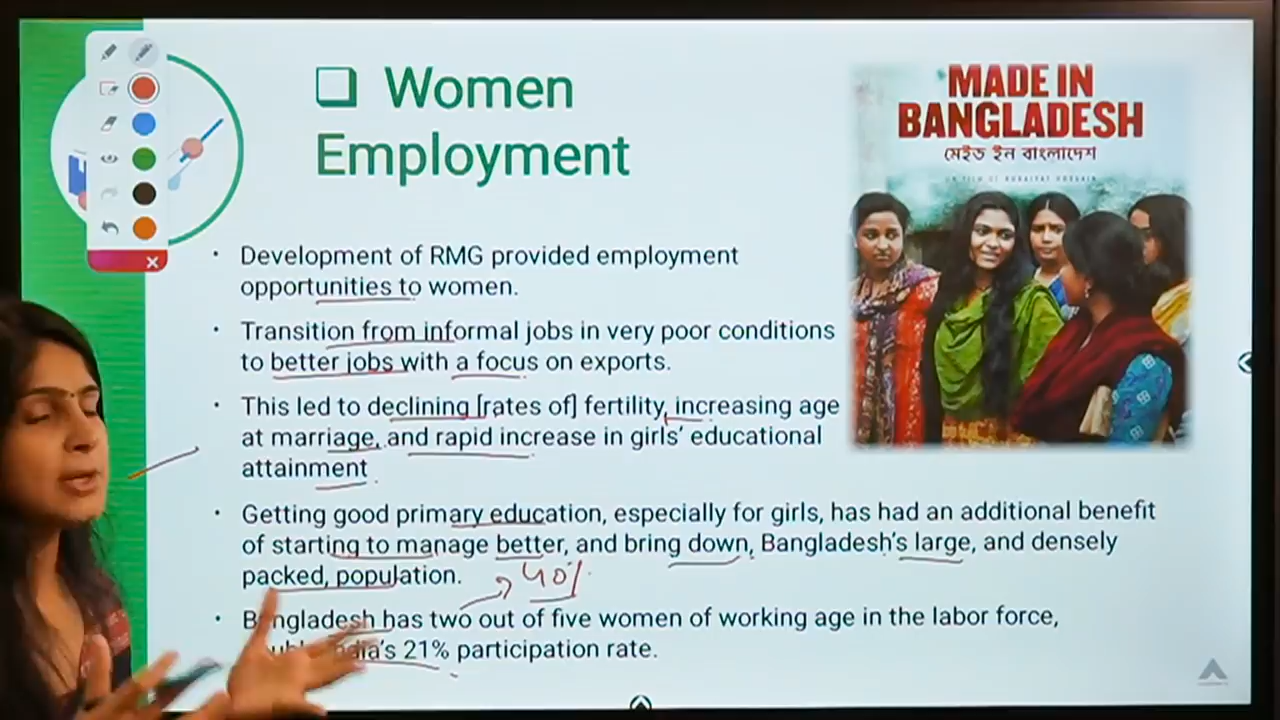 ❑ Women
Employment
MADE IN
BANGLADESH
মেইড ইন বাংলাদেশ
• Development of RMG provided employment
opportunities to women.
• Transition from informal jobs in very poor conditions
to better jobs with a focus on exports.
• This led to declining [rates of] fertility, increasing age
at marriage, and rapid increase in girls’ educational
attainment
• Getting good primary education, especially for girls, has had an additional benefit
of starting to manage better, and bring down, Bangladesh’s large, and densely
packed, population.
40%
• Bangladesh has two out of five women of working age in the labor force,
21% participation rate.